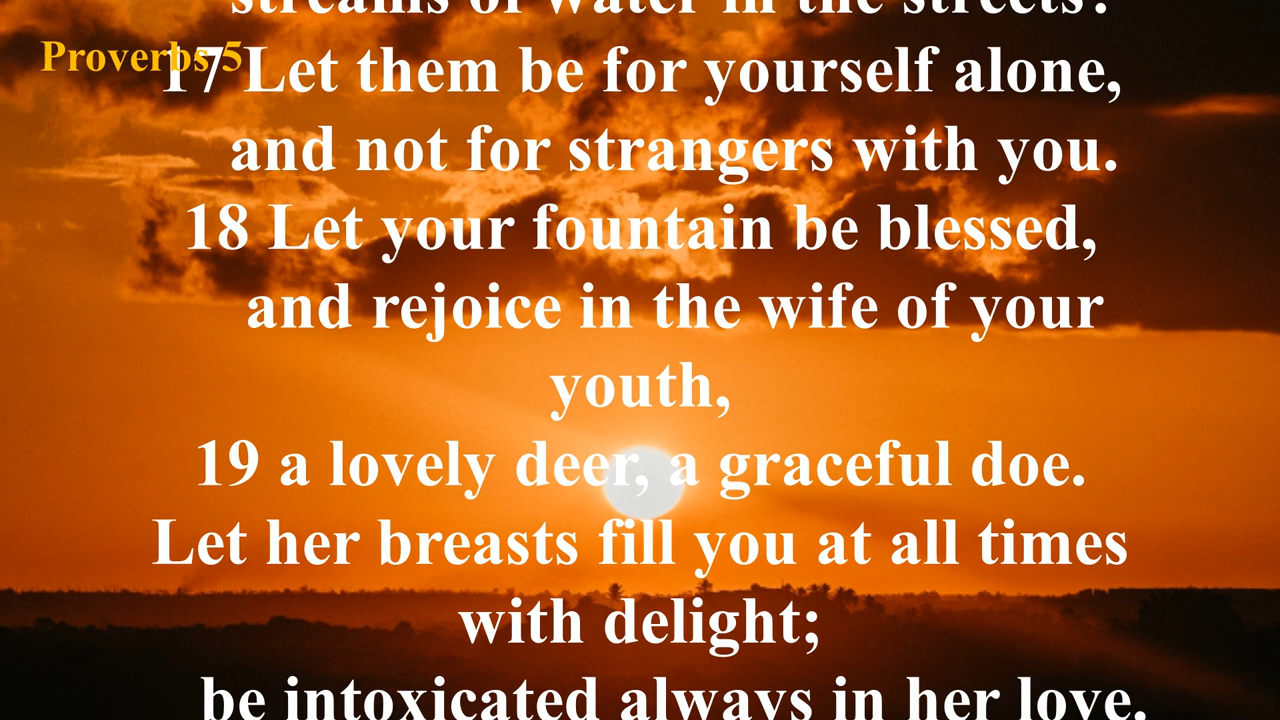 streams of water in the streets?
Proverbs 5
17 Let them be for yourself alone,
and not for strangers with you.
18 Let your fountain be blessed,
and rejoice in the wife of your
youth,
19 a lovely deer, a graceful doe.
Let her breasts fill you at all times
with delight;
be intoxicated always in her love.